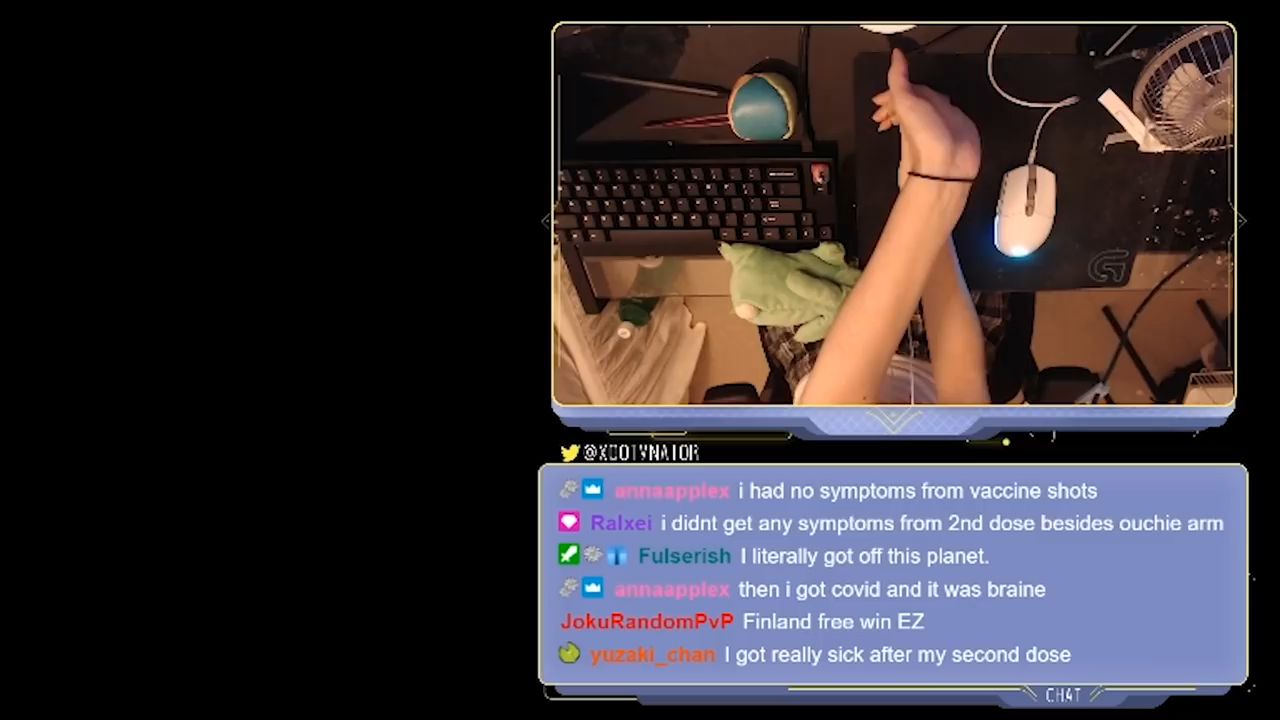 @XDOTVNATOR
annaapplex i had no symptoms from vaccine shots
Ralxei i didnt get any symptoms from 2nd dose besides ouchie arm
Fulserish I literally got off this planet.
annaapplex then i got covid and it was braine
JokuRandomPvP Finland free win EZ
yuzaki_chan I got really sick after my second dose
CHAT